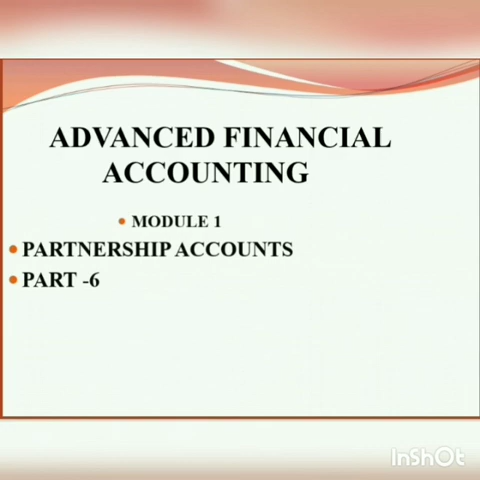 ADVANCED FINANCIAL
ACCOUNTING
• MODULE 1
• PARTNERSHIP ACCOUNTS
• PART -6
InShOt